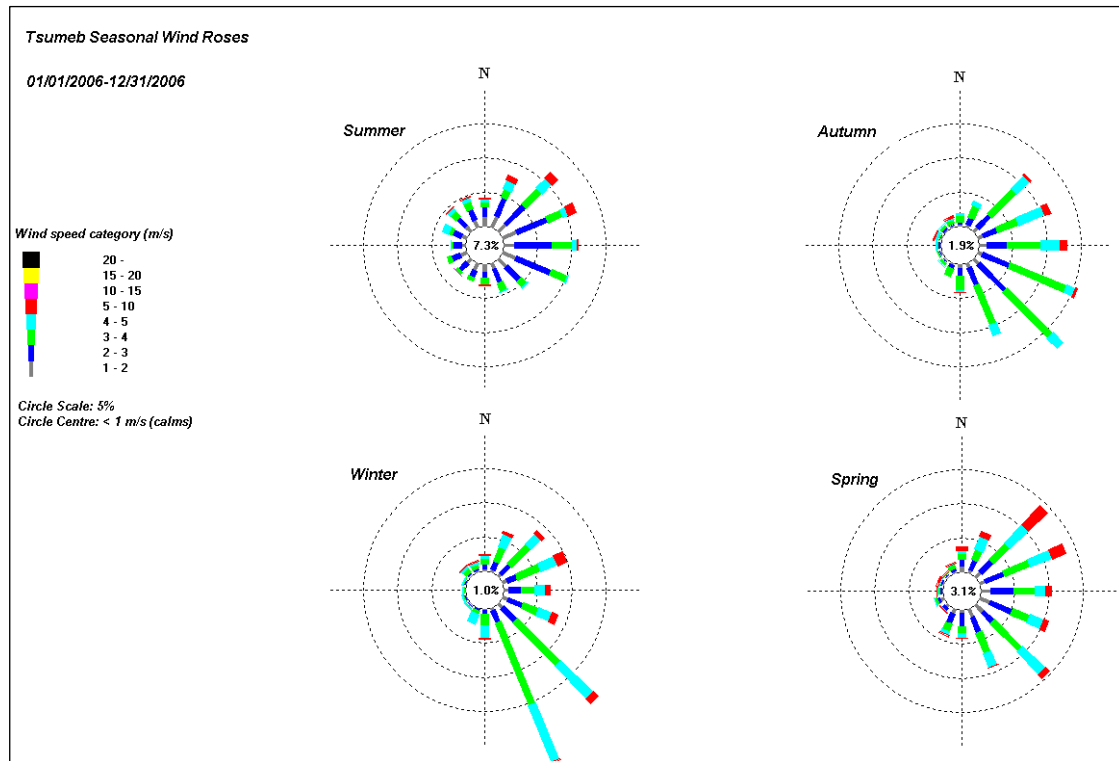 Tsumeb Seasonal Wind Roses
01/01/2006-12/31/2006
N
Summer
7.3%
N
Autumn
1.9%
Wind speed category (m/s)
20 -
15 - 20
10 - 15
5 - 10
4 - 5
3 - 4
2 - 3
1 - 2
Circle Scale: 5%
Circle Centre: < 1 m/s (calms)
N
Winter
1.0%
N
Spring
3.1%